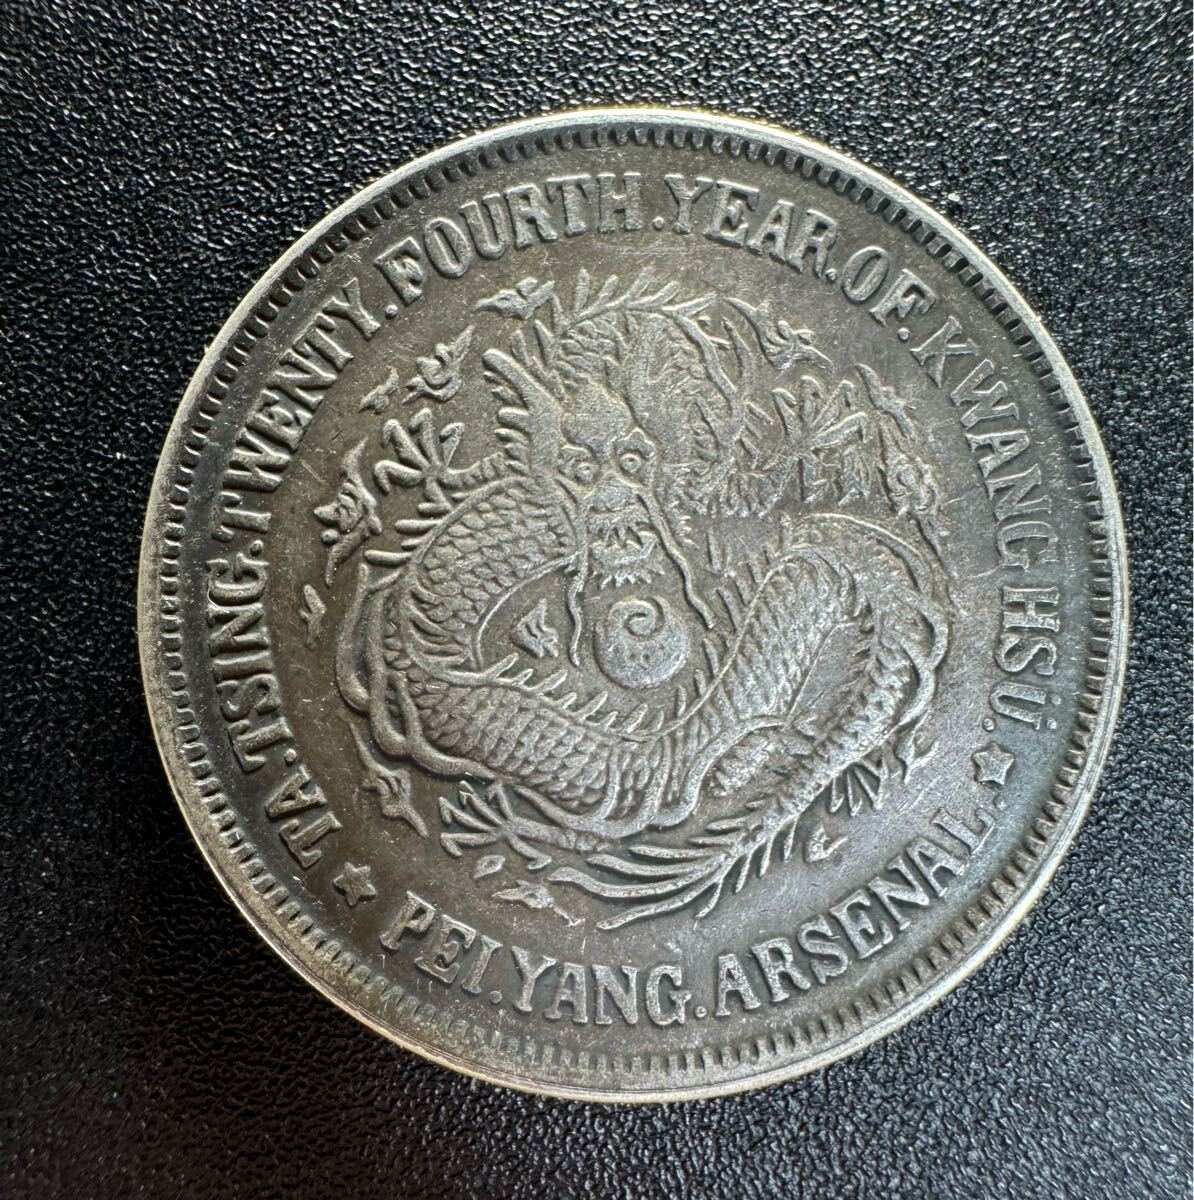 TA.TSING.TWENTY.FOURTH.YEAR.OF.KWANG HSÜ.
PEI.YANG.ARSENAL.